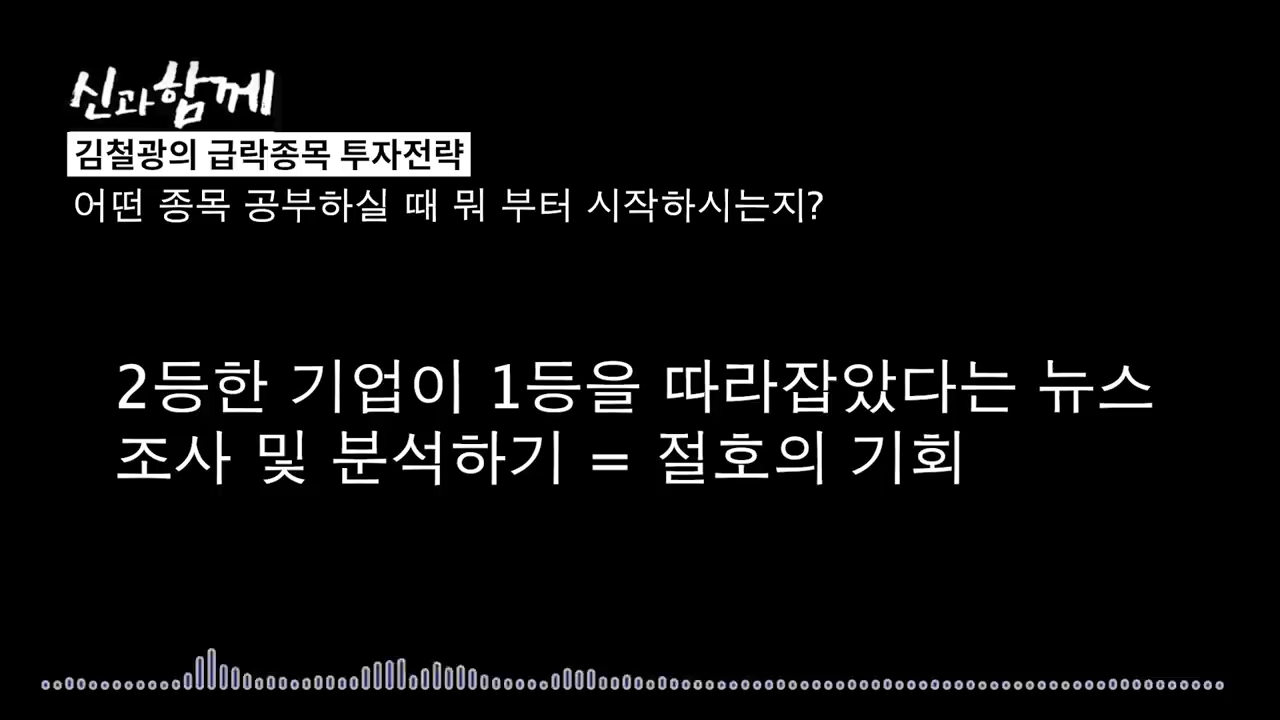 신과함께
김철광의 급락종목 투자전략
어떤 종목 공부하실 때 뭐 부터 시작하시는지?
2등한 기업이 1등을 따라잡았다는 뉴스
조사 및 분석하기 = 절호의 기회